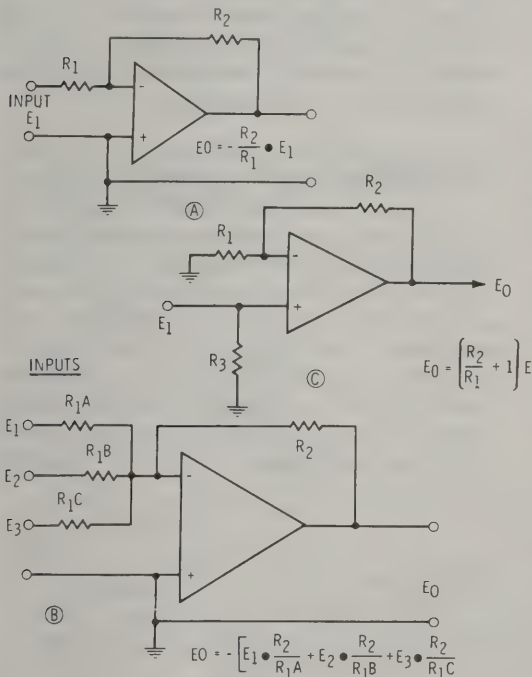 R2
R1
INPUT
E1
-
+
EO = - R2/R1 • E1
A
R2
R1
-
+
E1
EO
R3
C
EO = (R2/R1 + 1) E
INPUTS
R1A
E1
R2
R1B
E2
-
R1C
E3
+
EO
B
EO = - [E1 • R2/R1A + E2 • R2/R1B + E3 • R2/R1C